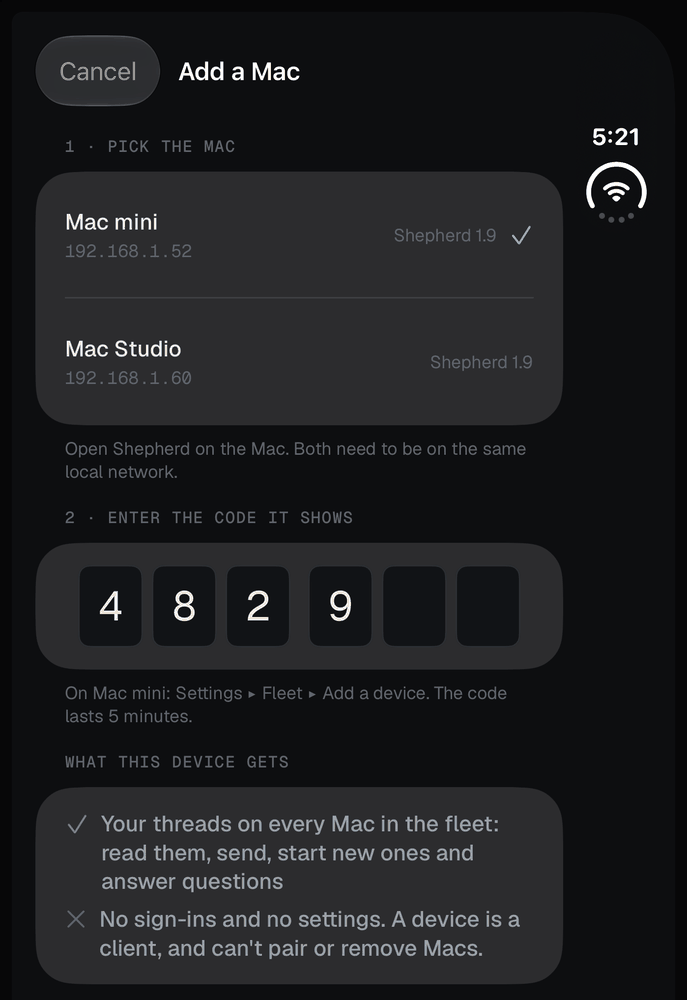 Cancel
Add a Mac
5:21
1 · PICK THE MAC
Mac mini
192.168.1.52
Shepherd 1.9 ✓
Mac Studio
192.168.1.60
Shepherd 1.9
Open Shepherd on the Mac. Both need to be on the same
local network.
2 · ENTER THE CODE IT SHOWS
4 8 2 9
On Mac mini: Settings ▸ Fleet ▸ Add a device. The code
lasts 5 minutes.
WHAT THIS DEVICE GETS
Your threads on every Mac in the fleet:
read them, send, start new ones and
answer questions
No sign-ins and no settings. A device is a
client, and can't pair or remove Macs.